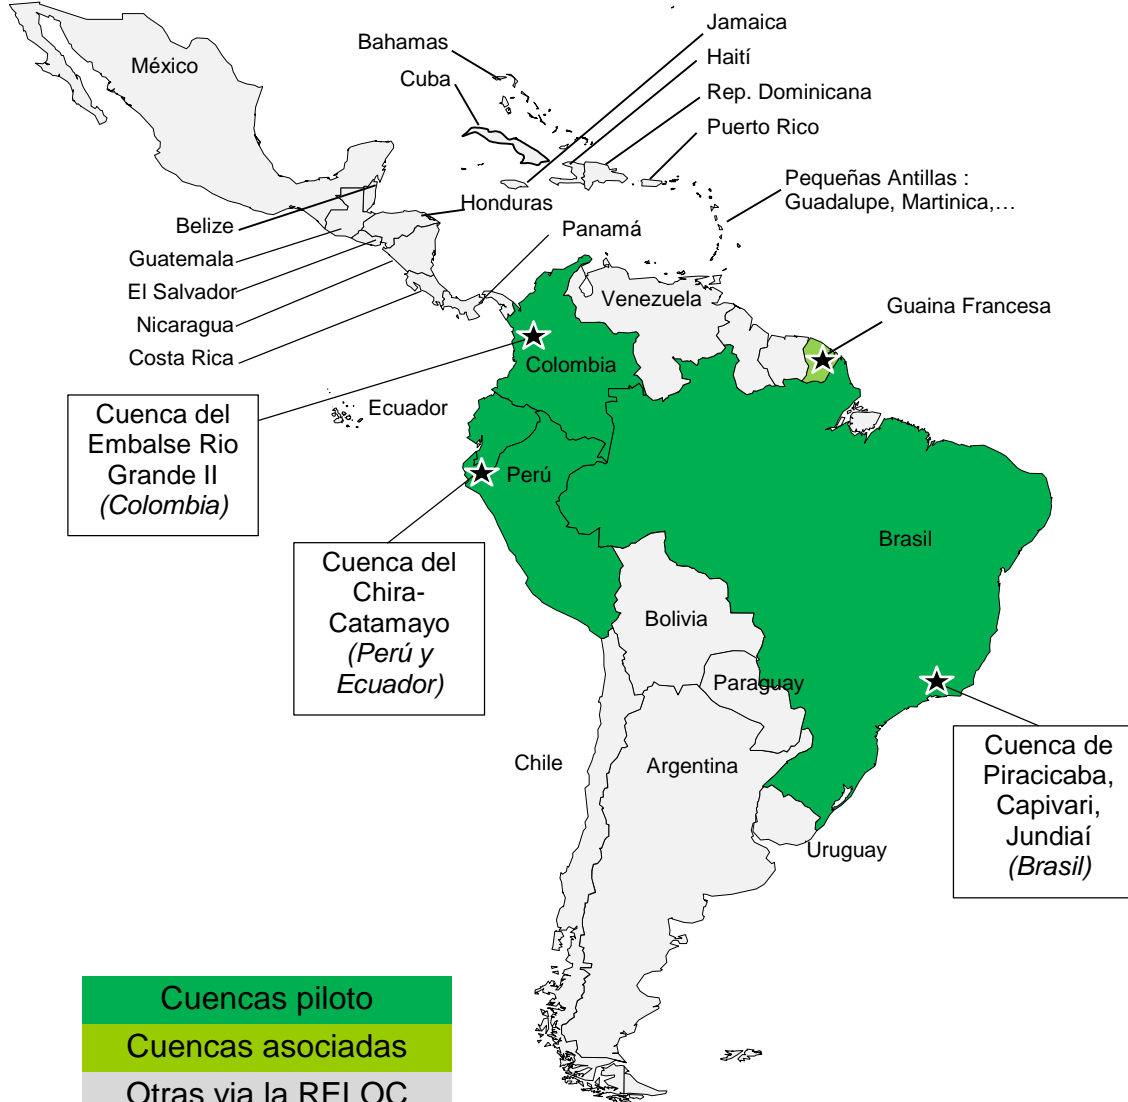 Jamaica
Bahamas
Haití
México
Cuba
Rep. Dominicana
Puerto Rico
Pequeñas Antillas :
Guadalupe, Martinica,…
Honduras
Belize
Panamá
Guatemala
El Salvador
Venezuela
Guaina Francesa
Nicaragua
Costa Rica
Colombia
Ecuador
Cuenca del
Embalse Rio
Grande II
(Colombia)
Perú
Brasil
Cuenca del
Chira-
Catamayo
(Perú y
Ecuador)
Bolivia
Paraguay
Chile
Argentina
Cuenca de
Piracicaba,
Capivari,
Jundiaí
(Brasil)
Uruguay
Cuencas piloto
Cuencas asociadas
Otras via la RELOC